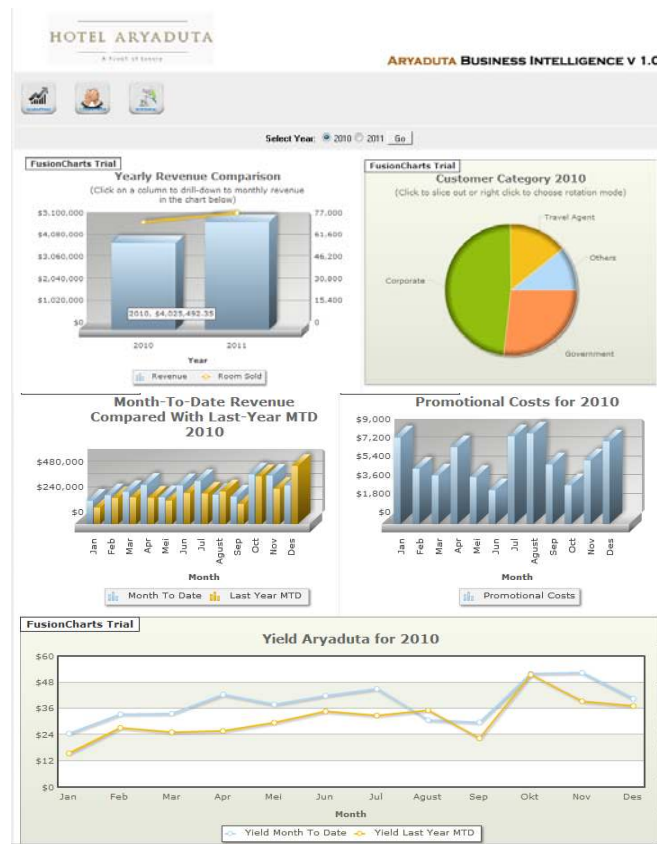 HOTEL ARYADUTA
ARYADUTA BUSINESS INTELLIGENCE V 1.0
Select Year: 2010 2011 Go
FusionCharts Trial
Yearly Revenue Comparison
(Click on a column to drill-down to monthly revenue
in the chart below)
$5,100,000
$4,080,000
$3,060,000
$2,040,000
$1,020,000
$0
77,000
61,600
46,200
30,800
15,400
0
2010, $4,025,492.35
2010 2011
Year
Revenue Room Sold
FusionCharts Trial
Customer Category 2010
(Click to slice out or right click to choose rotation mode)
Travel Agent
Others
Corporate
Government
Month-To-Date Revenue
Compared With Last-Year MTD
2010
$480,000
$240,000
$0
Jan Feb Mar Apr Mei Jun Jul Agust Sep Oct Nov Des
Month
Month To Date Last Year MTD
Promotional Costs for 2010
$9,000
$7,200
$5,400
$3,600
$1,800
$0
Jan Feb Mar Apr Mei Jun Jul Agust Sep Oct Nov Des
Month
Promotional Costs
FusionCharts Trial
Yield Aryaduta for 2010
$60
$48
$36
$24
$12
$0
Jan Feb Mar Apr Mei Jun Jul Agust Sep Okt Nov Des
Month
Yield Month To Date Yield Last Year MTD